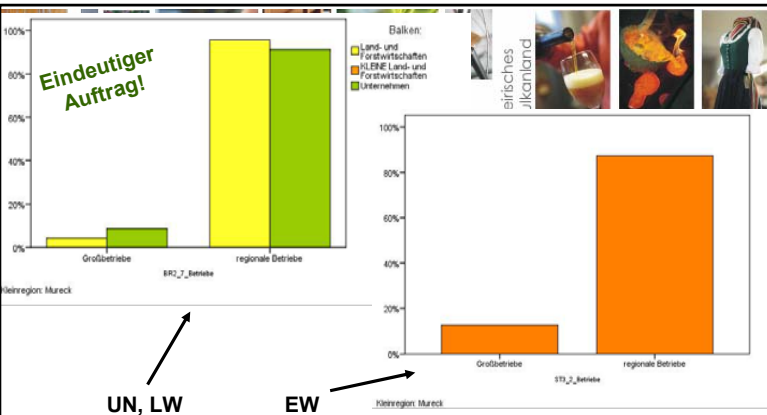 100%
80%
60%
40%
20%
0%
Eindeutiger
Auftrag!
Großbetriebe
regionale Betriebe
BR2_7_Betriebe
Kleinregion: Mureck
Balken:
Land- und
Forstwirtschaften
KLEINE Land- und
Forstwirtschaften
Unternehmen
eirisches
ulkanland
100%
80%
60%
40%
20%
0%
Großbetriebe
regionale Betriebe
ST3_2_Betriebe
Kleinregion: Mureck
UN, LW
EW